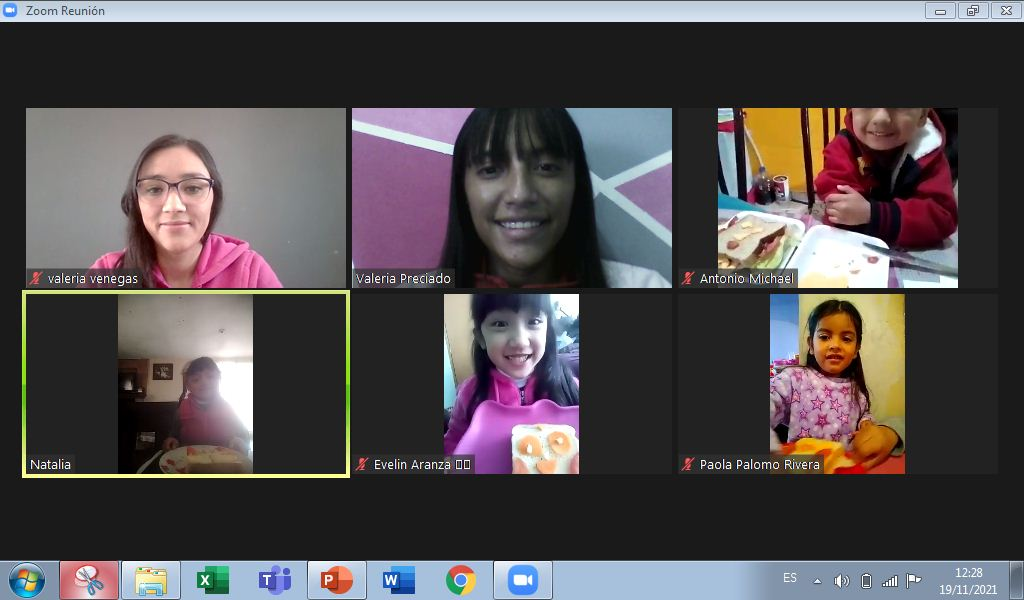 Zoom Reunión
valeria venegas
Valeria Preciado
Antonio Michael
Natalia
Evelin Aranza
Paola Palomo Rivera
ES
12:28
19/11/2021